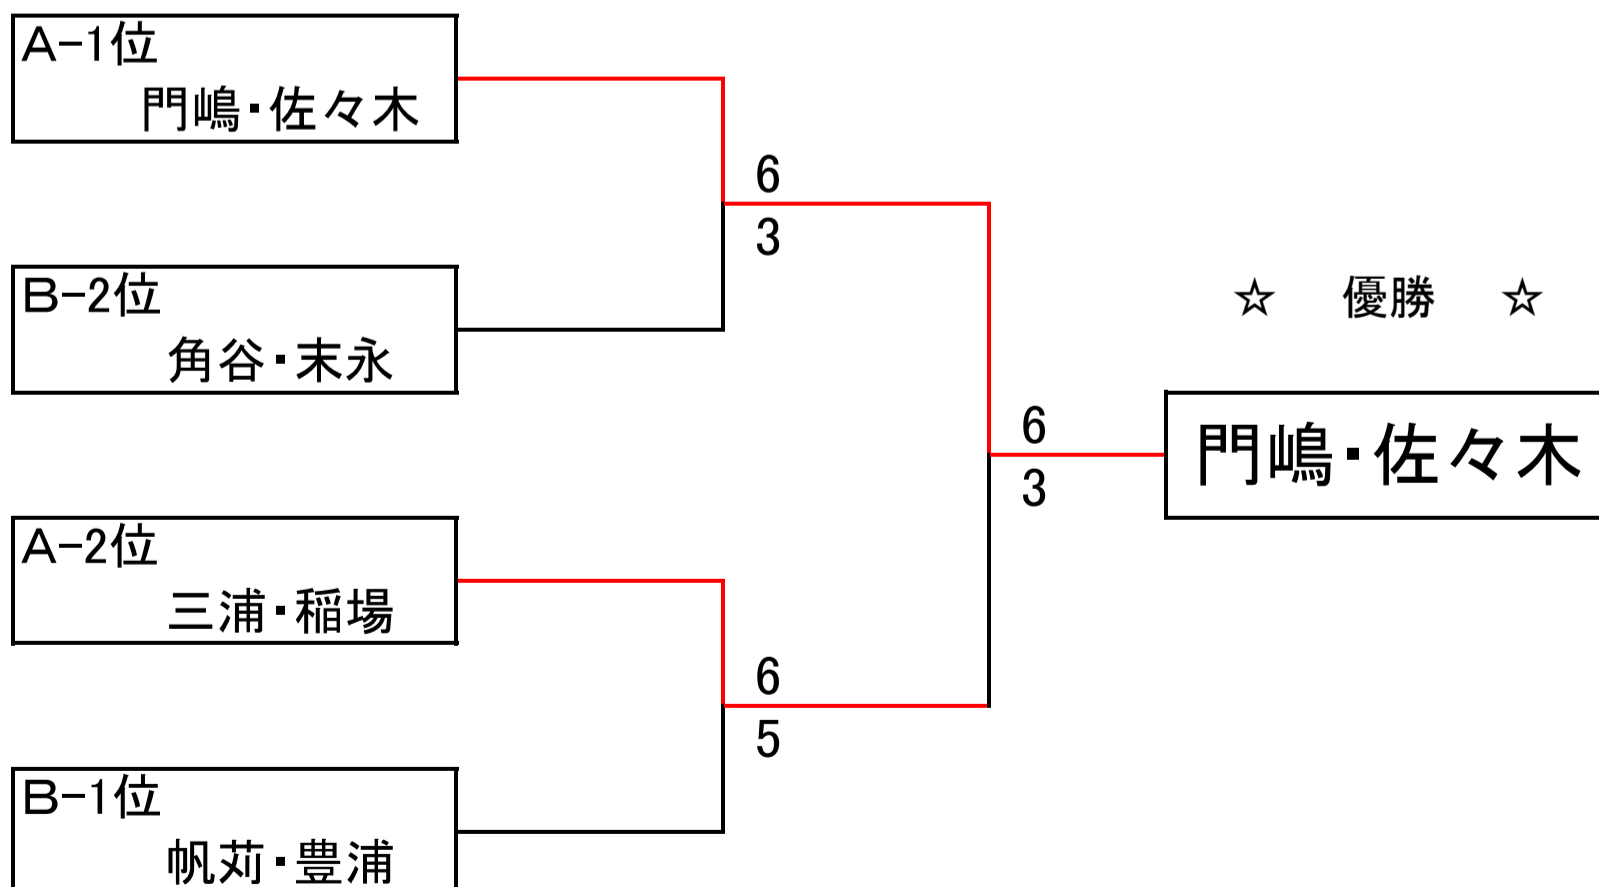 A-1位
門嶋・佐々木
6
3
B-2位
角谷・末永
☆ 優勝 ☆
6
3
門嶋・佐々木
A-2位
三浦・稲場
6
5
B-1位
帆苅・豊浦